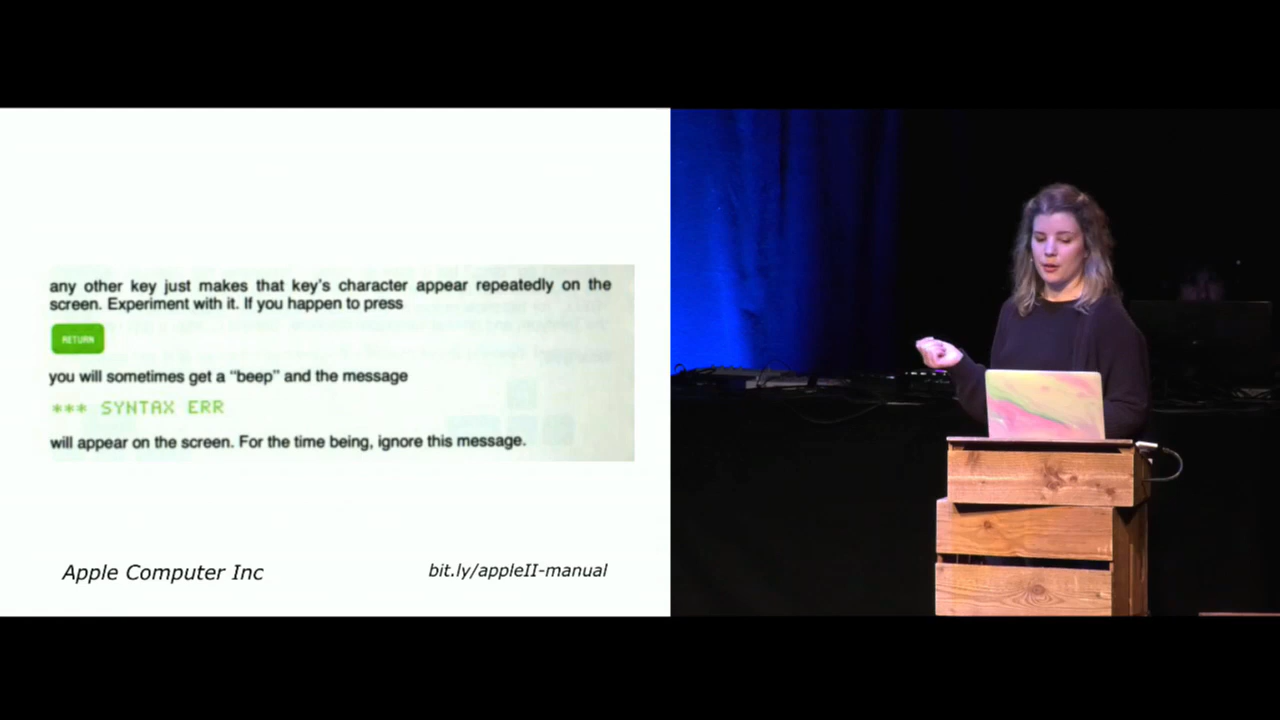 any other key just makes that key's character appear repeatedly on the
screen. Experiment with it. If you happen to press
RETURN
you will sometimes get a “beep” and the message
*** SYNTAX ERR
will appear on the screen. For the time being, ignore this message.
Apple Computer Inc
bit.ly/appleII-manual